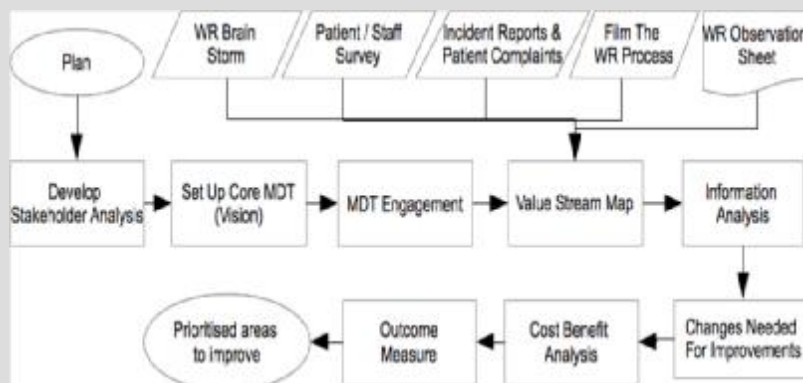 Plan
WR Brain
Storm
Patient / Staff
Survey
Incident Reports &
Patient Complaints
Film The
WR Process
WR Observation
Sheet
Develop
Stakeholder Analysis
Set Up Core MDT
(Vision)
MDT Engagement
Value Stream Map
Information
Analysis
Prioritised areas
to improve
Outcome
Measure
Cost Benefit
Analysis
Changes Needed
For Improvements